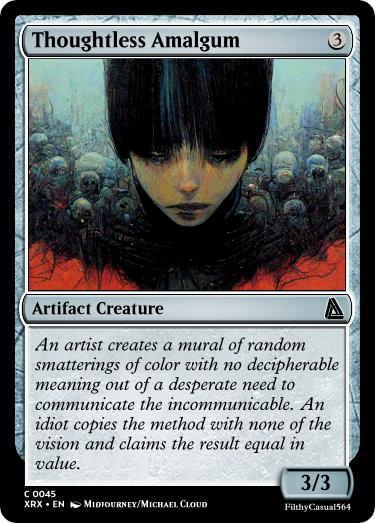 Thoughtless Amalgum 3
Artifact Creature
An artist creates a mural of random
smatterings of color with no decipherable
meaning out of a desperate need to
communicate the incommunicable. An
idiot copies the method with none of the
vision and claims the result equal in
value.
3/3
C 0045
XRX • EN Midjourney/Michael Cloud
FilthyCasual564